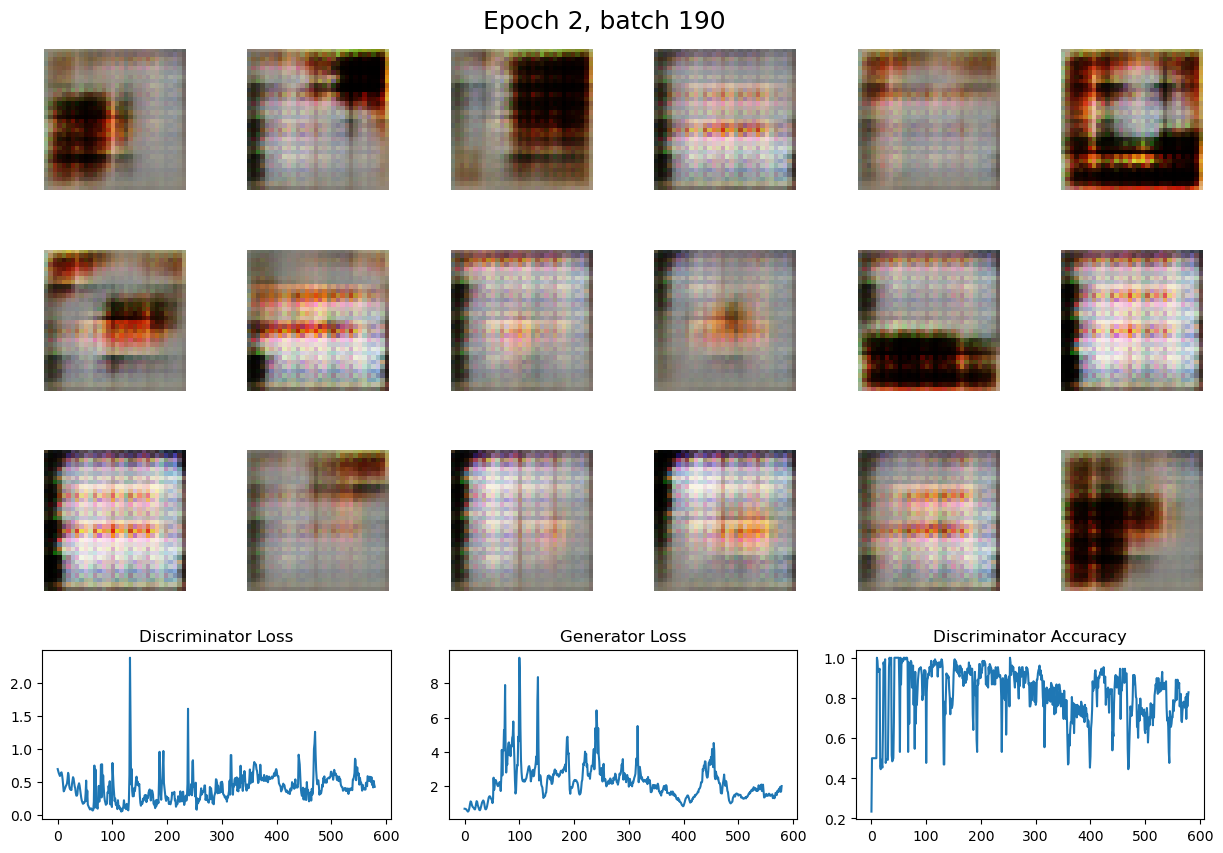 Epoch 2, batch 190
Discriminator Loss
Generator Loss
Discriminator Accuracy
2.0
1.5
1.0
0.5
0.0
0 100 200 300 400 500 600
8
6
4
2
0 100 200 300 400 500 600
1.0
0.8
0.6
0.4
0.2
0 100 200 300 400 500 600